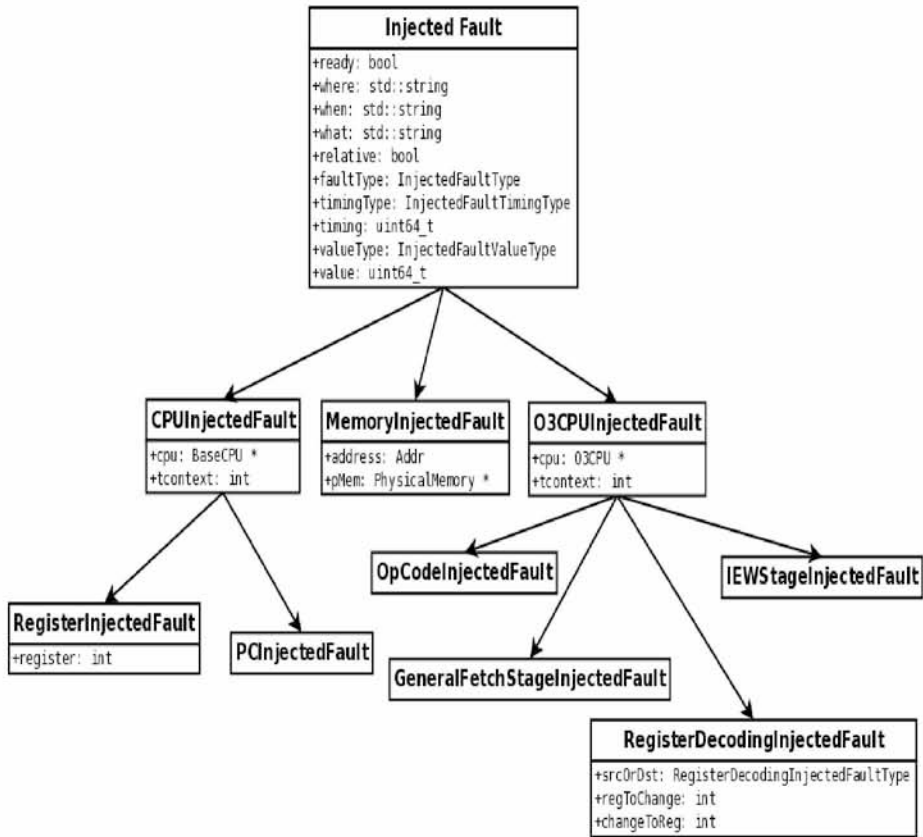 Injected Fault
+ready: bool
+where: std::string
+when: std::string
+what: std::string
+relative: bool
+faultType: InjectedFaultType
+timingType: InjectedFaultTimingType
+timing: uint64_t
+valueType: InjectedFaultValueType
+value: uint64_t
CPUInjectedFault
+cpu: BaseCPU *
+tcontext: int
MemoryInjectedFault
+address: Addr
+pMem: PhysicalMemory *
O3CPUInjectedFault
+cpu: O3CPU *
+tcontext: int
OpCodeInjectedFault
IEWStageInjectedFault
RegisterInjectedFault
+register: int
PCInjectedFault
GeneralFetchStageInjectedFault
RegisterDecodingInjectedFault
+srcOrDst: RegisterDecodingInjectedFaultType
+regToChange: int
+changeToReg: int